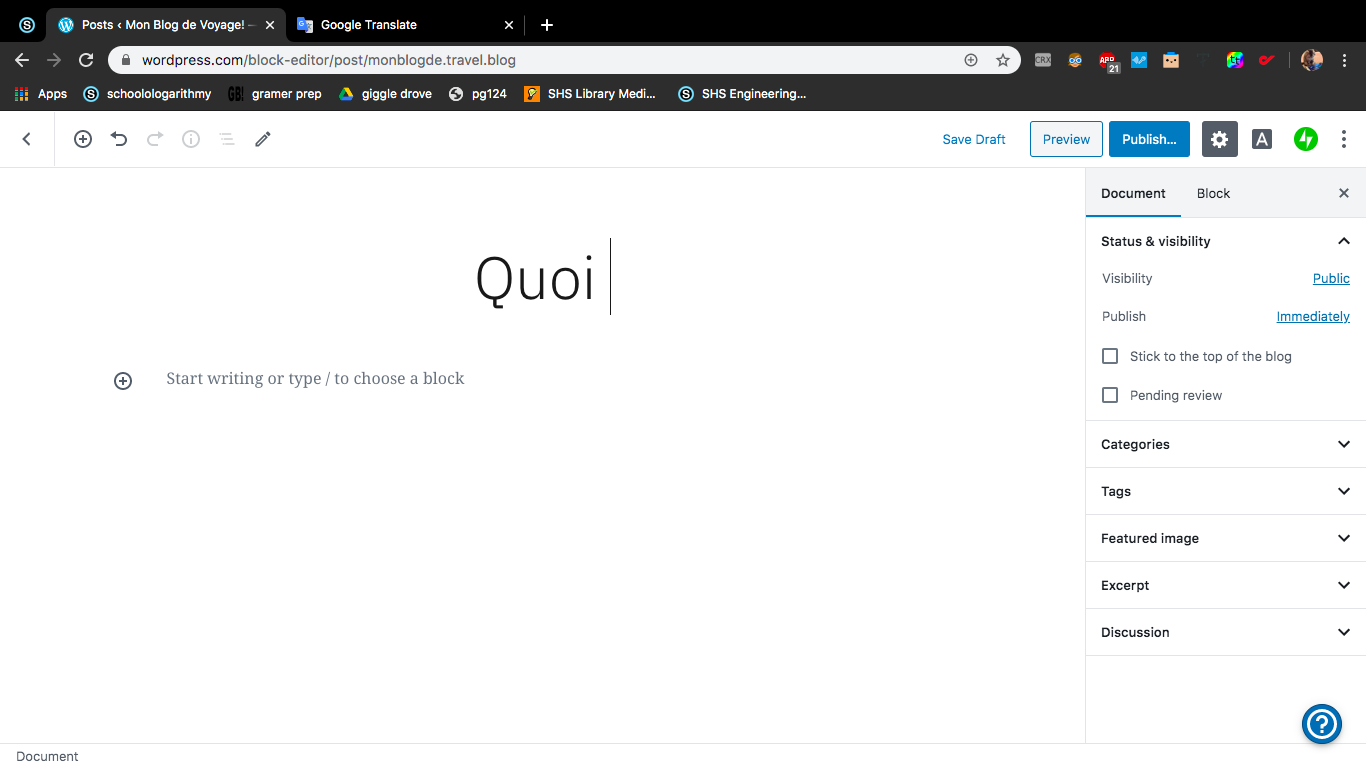 Posts ‹ Mon Blog de Voyage! —
Google Translate
wordpress.com/block-editor/post/monblogde.travel.blog
CRX
ABP
21
Apps
schoolologarithmy
GB!
gramer prep
giggle drove
pg124
SHS Library Medi...
SHS Engineering...
Save Draft
Preview
Publish...
A
Document
Block
Status & visibility
Visibility
Public
Publish
Immediately
Stick to the top of the blog
Pending review
Categories
Tags
Featured image
Excerpt
Discussion
Quoi
Start writing or type / to choose a block
Document